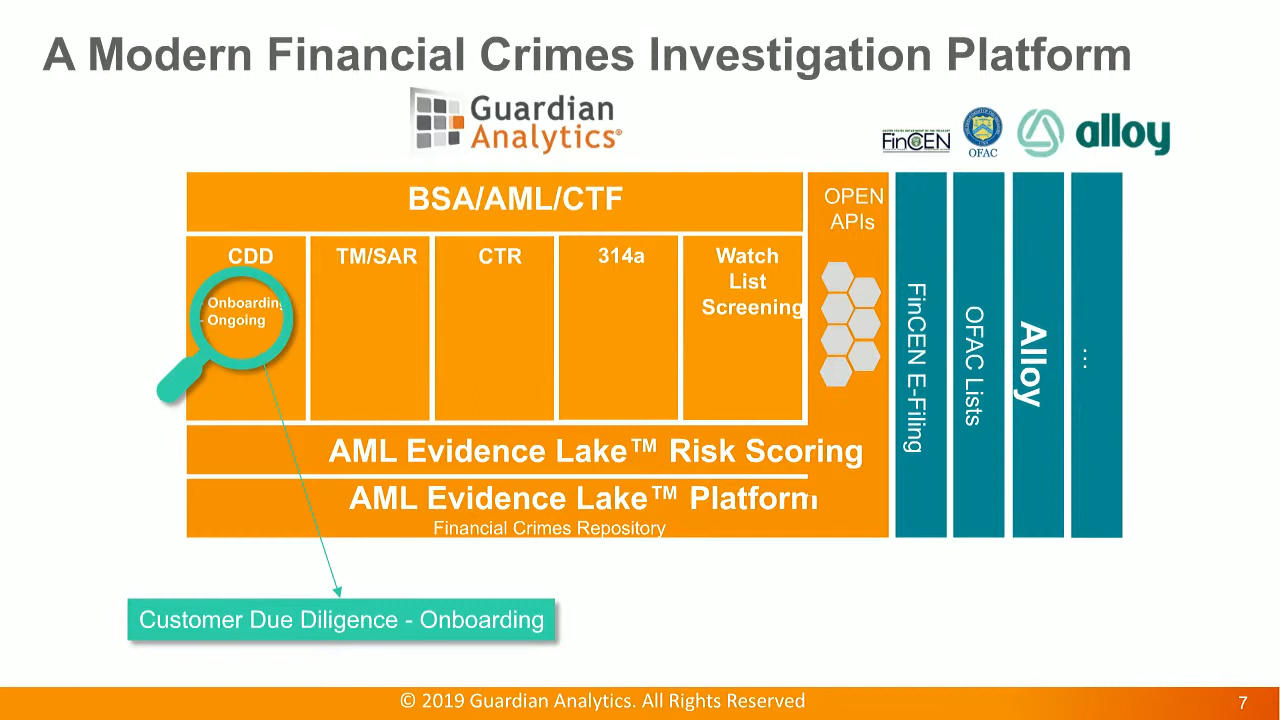 A Modern Financial Crimes Investigation Platform
Guardian
Analytics®
FinCEN
OFAC
alloy
BSA/AML/CTF
OPEN
APIs
CDD
- Onboarding
- Ongoing
TM/SAR
CTR
314a
Watch
List
Screening
FinCEN E-Filing
OFAC Lists
Alloy
...
AML Evidence Lake™ Risk Scoring
AML Evidence Lake™ Platform
Financial Crimes Repository
Customer Due Diligence - Onboarding
© 2019 Guardian Analytics. All Rights Reserved
7